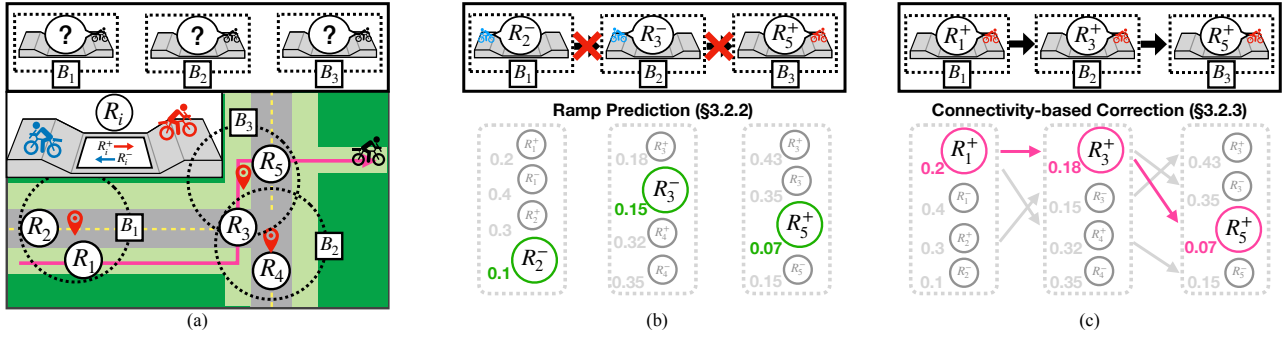 ? ? ?
B₁ B₂ B₃
Rᵢ
Rᵢ⁺
Rᵢ⁻
B₃
R₅
R₂ B₁ R₃
B₂
R₁ R₄
(a)
R₂⁻ R₃⁻ R₅⁺
B₁ B₂ B₃
Ramp Prediction (§3.2.2)
R₁⁺ 0.2
R₁⁻ 0.4
R₂⁺ 0.3
R₂⁻ 0.1
R₃⁺ 0.18
R₃⁻ 0.15
R₄⁺ 0.32
R₄⁻ 0.35
R₃⁺ 0.43
R₃⁻ 0.35
R₅⁺ 0.07
R₅⁻ 0.15
(b)
R₁⁺ R₃⁺ R₅⁺
B₁ B₂ B₃
Connectivity-based Correction (§3.2.3)
R₁⁺ 0.2
R₁⁻ 0.4
R₂⁺ 0.3
R₂⁻ 0.1
R₃⁺ 0.18
0.15
R₄⁺ 0.32
0.35
R₃⁺ 0.43
R₃⁻ 0.35
R₅⁺ 0.07
R₅⁻ 0.15
(c)